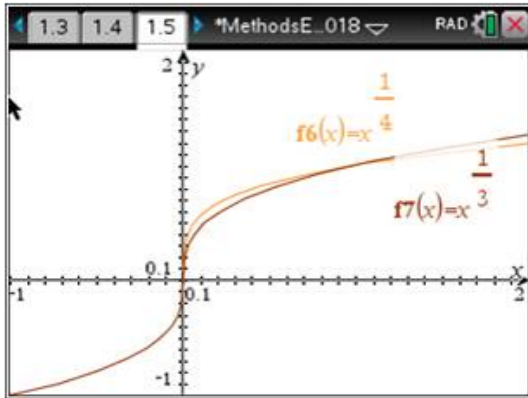 1.3 1.4 1.5 *MethodsE...018 RAD
2 y
f6(x)=x^(1/4)
f7(x)=x^(1/3)
0.1 x
-1 0.1 2
-1